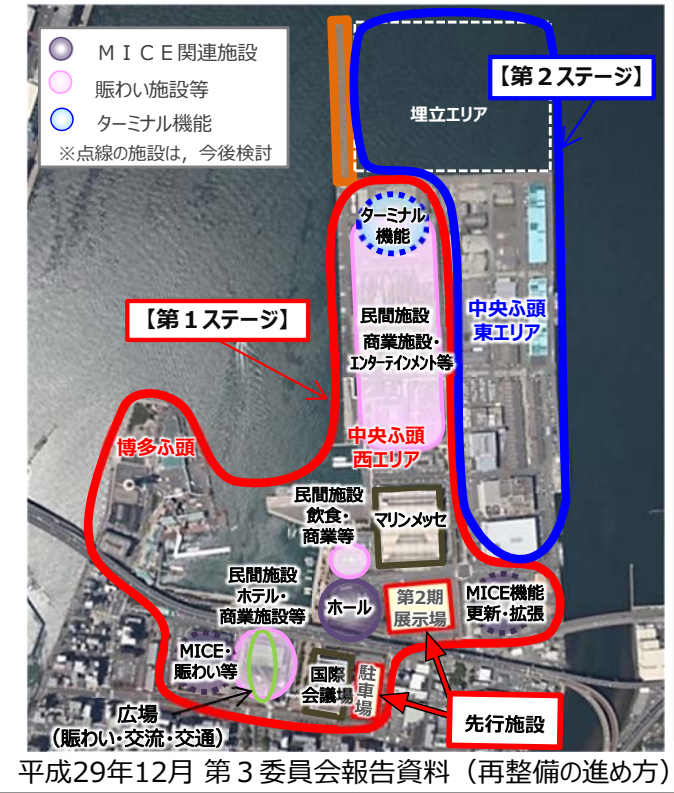 ＭＩＣＥ関連施設
賑わい施設等
ターミナル機能
※点線の施設は，今後検討
【第２ステージ】
埋立エリア
ターミナル
機能
民間施設
商業施設・
エンターテインメント等
中央ふ頭
東エリア
【第１ステージ】
博多ふ頭
中央ふ頭
西エリア
民間施設
飲食・
商業等
マリンメッセ
民間施設
ホテル・
商業施設等
ホール
第2期
展示場
MICE機能
更新・拡張
MICE・
賑わい等
国際
会議場
駐
車
場
広場
（賑わい・交流・交通）
先行施設
平成29年12月 第３委員会報告資料（再整備の進め方）